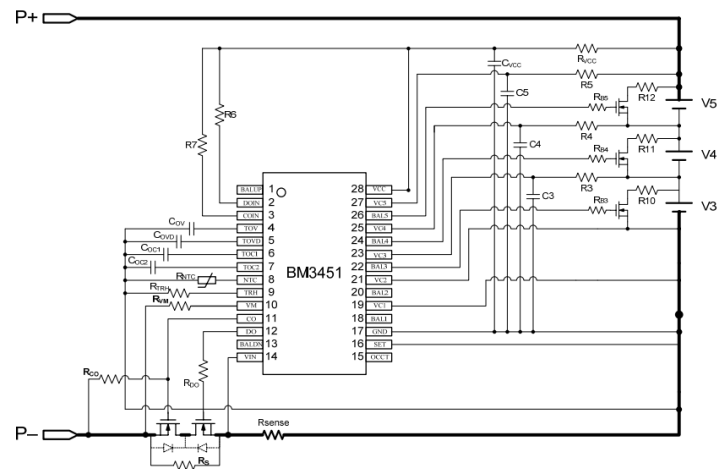 P+
RVCC
CVCC
R5
C5
R12
V5
RB5
R6
R7
R4
C4
R11
V4
RB4
R3
C3
R10
V3
RB3
BALUP 1 28 VCC
DOIN 2 27 VC5
COIN 3 26 BAL5
COV TOV 4 25 VC4
COVD TOVD 5 24 BAL4
COC1 TOC1 6 23 VC3
COC2 TOC2 7 BM3451 22 BAL3
RNTC NTC 8 21 VC2
RTRH TRH 9 20 BAL2
RVM VM 10 19 VC1
CO 11 18 BAL1
DO 12 17 GND
BALDN 13 16 SET
VIN 14 15 OCCT
RCO
RDO
Rsense
P–
RS